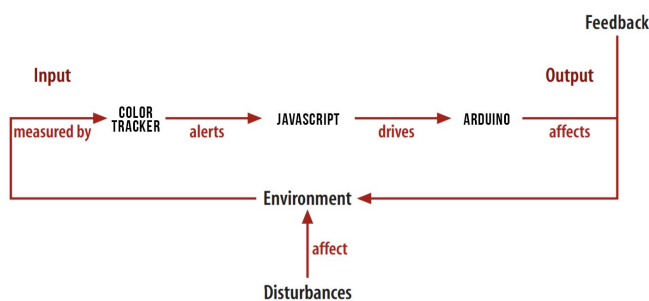 Feedback
Input
Output
COLOR
TRACKER
JAVASCRIPT
ARDUINO
measured by
alerts
drives
affects
Environment
affect
Disturbances